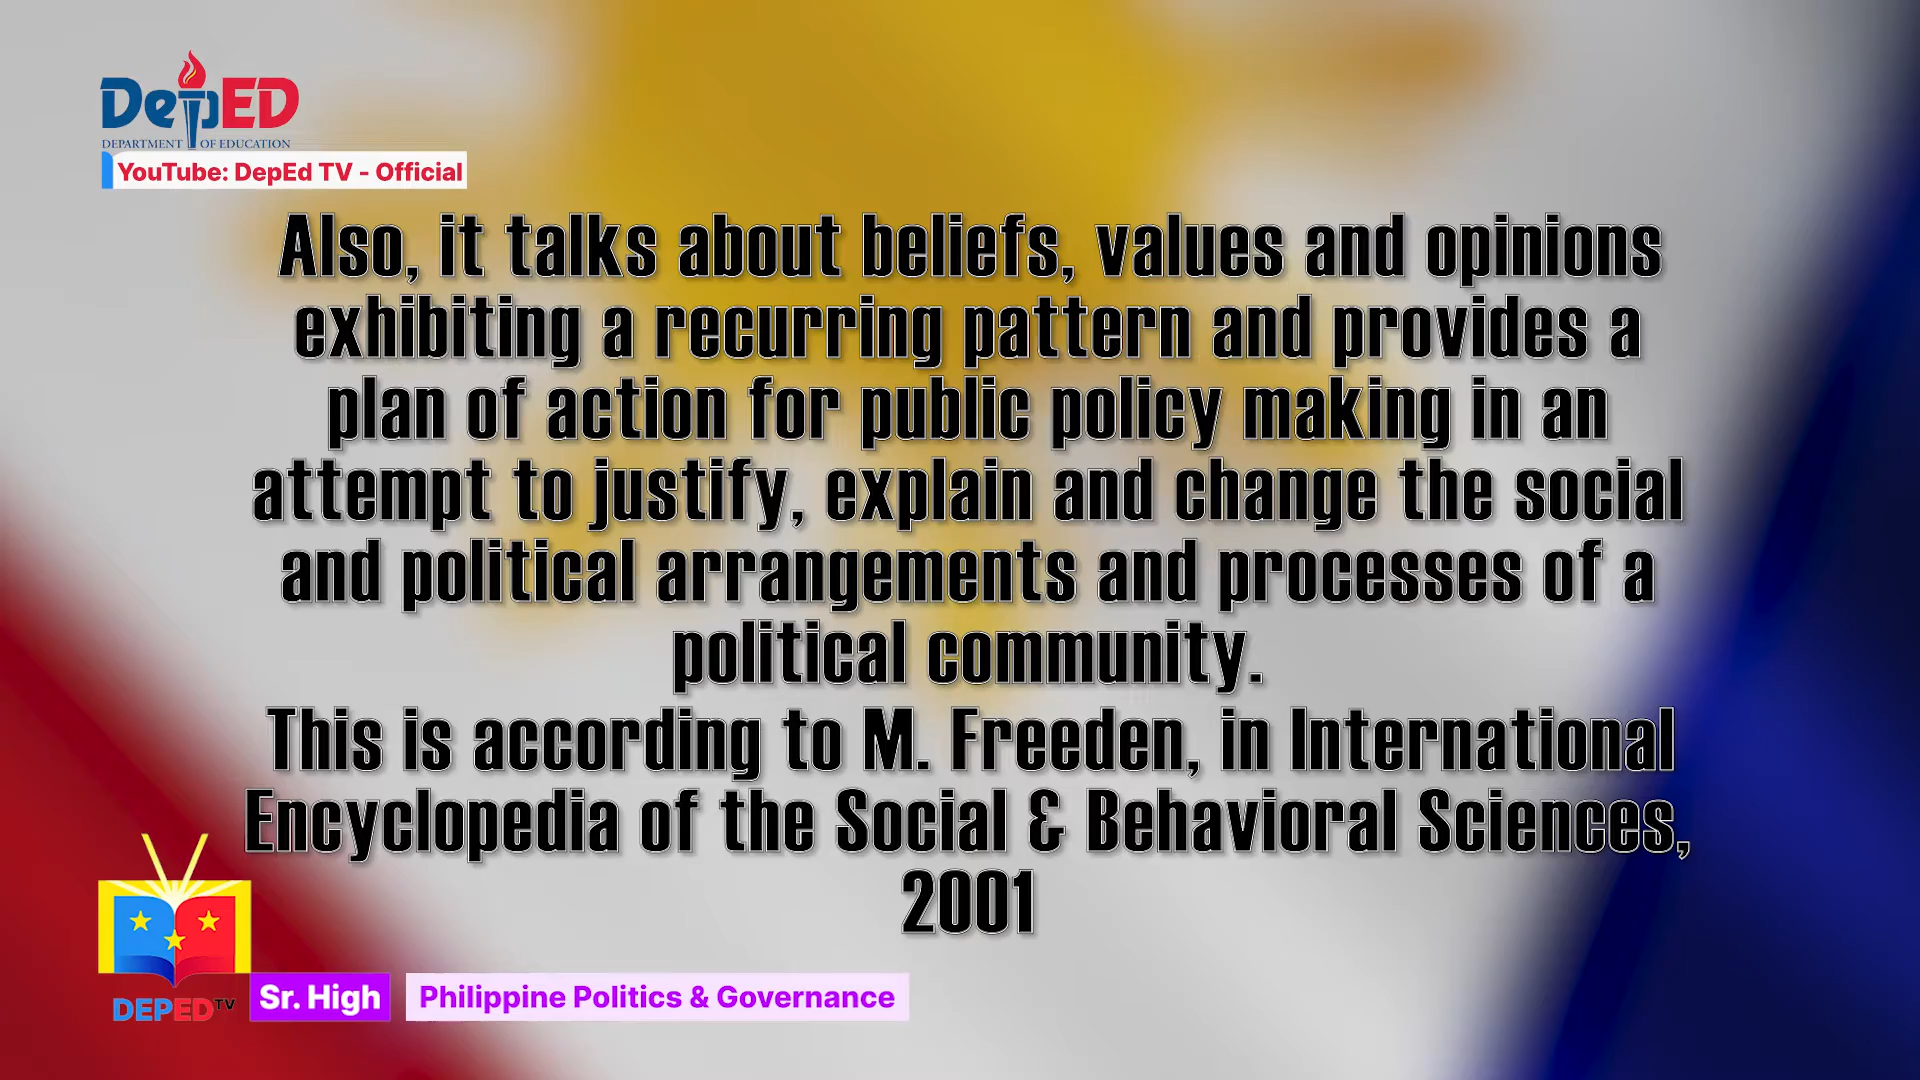 DepED
DEPARTMENT OF EDUCATION
YouTube: DepEd TV - Official
Also, it talks about beliefs, values and opinions
exhibiting a recurring pattern and provides a
plan of action for public policy making in an
attempt to justify, explain and change the social
and political arrangements and processes of a
political community.
This is according to M. Freeden, in International
Encyclopedia of the Social & Behavioral Sciences,
2001
DEPED TV
Sr. High
Philippine Politics & Governance